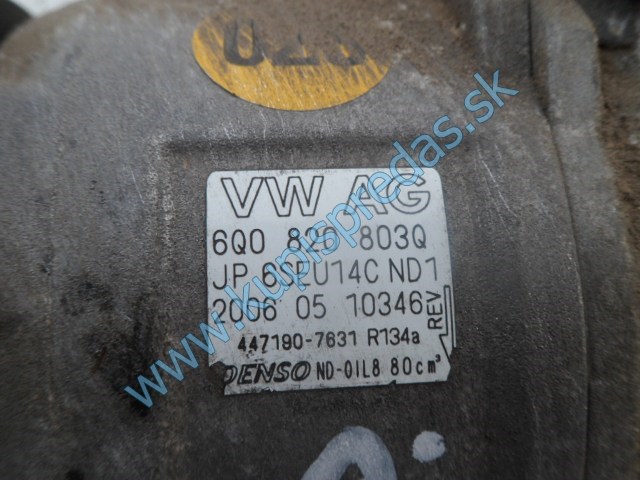 VW AG
6Q0 820 803Q
JP 6SEU14C ND1
2006 05 10346
REV
447190-7631 R134a
DENSO ND-OIL8 80cm³
www.kupispredas.sk